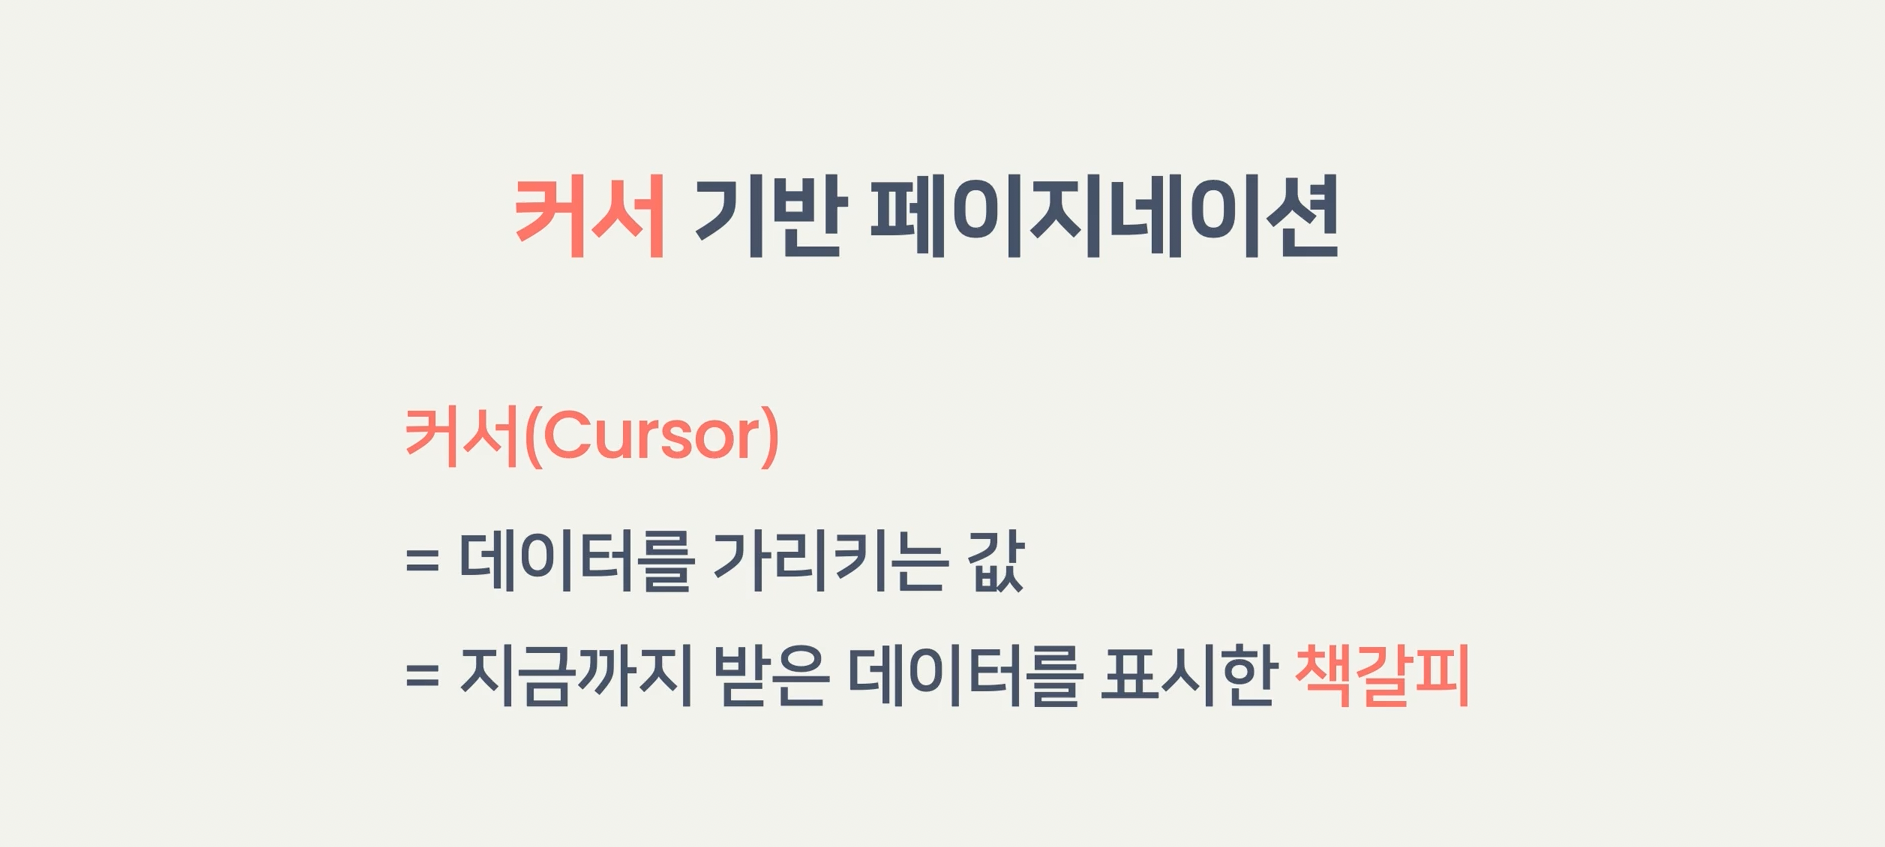 커서 기반 페이지네이션
커서(Cursor)
= 데이터를 가리키는 값
= 지금까지 받은 데이터를 표시한 책갈피